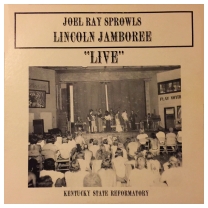 JOEL RAY SPROWLS
LINCOLN JAMBOREE
"LIVE"
KENTUCKY STATE REFORMATORY